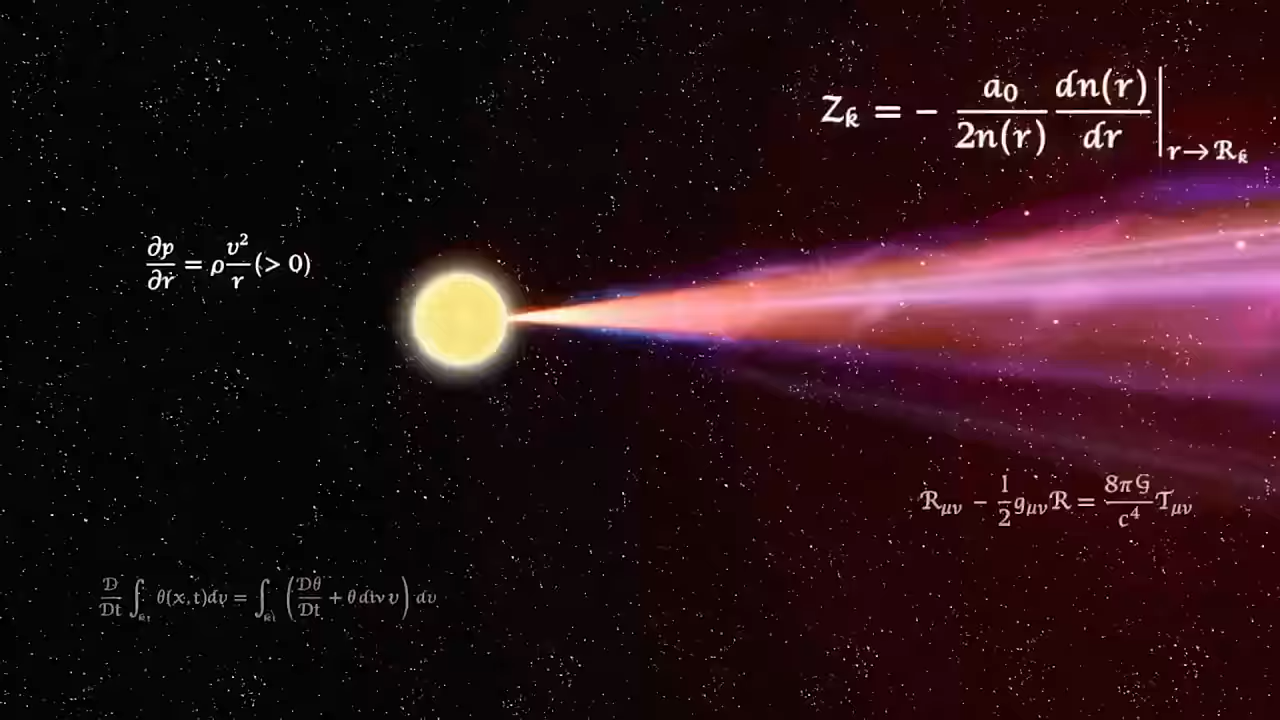 Z_k = − a₀/2n(r) dn(r)/dr |_{r→R_k}
∂p/∂r = ρ v²/r (> 0)
R_μν − 1/2 g_μν R = 8πG/c⁴ T_μν
D/Dt ∫ θ(x,t)dv = ∫ (Dθ/Dt + θ div v) dv